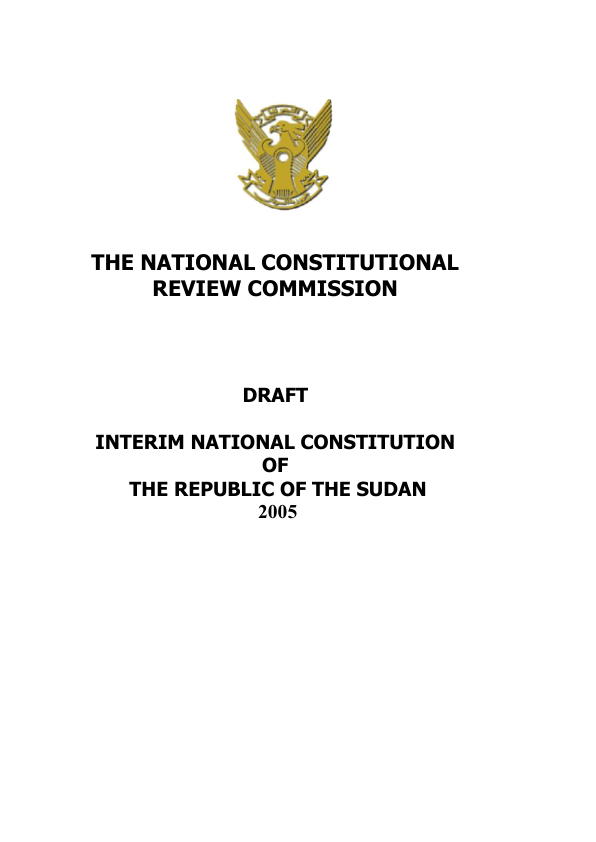 THE NATIONAL CONSTITUTIONAL
REVIEW COMMISSION
DRAFT
INTERIM NATIONAL CONSTITUTION
OF
THE REPUBLIC OF THE SUDAN
2005